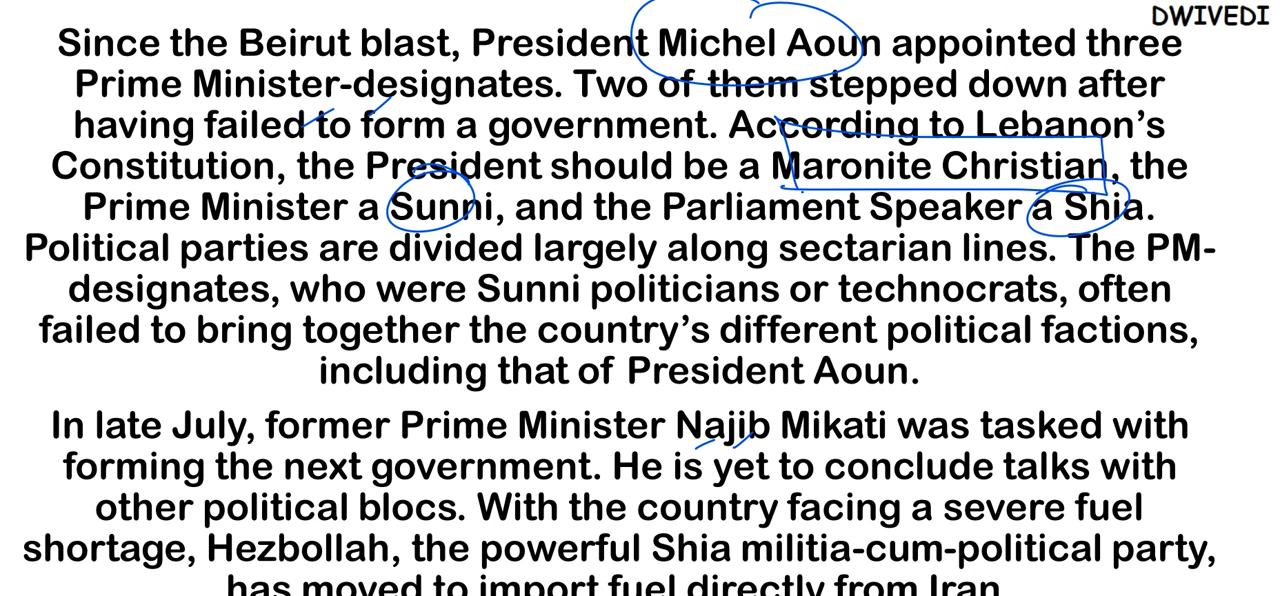 DWIVEDI
Since the Beirut blast, President Michel Aoun appointed three
Prime Minister-designates. Two of them stepped down after
having failed to form a government. According to Lebanon’s
Constitution, the President should be a Maronite Christian, the
Prime Minister a Sunni, and the Parliament Speaker a Shia.
Political parties are divided largely along sectarian lines. The PM-
designates, who were Sunni politicians or technocrats, often
failed to bring together the country’s different political factions,
including that of President Aoun.
In late July, former Prime Minister Najib Mikati was tasked with
forming the next government. He is yet to conclude talks with
other political blocs. With the country facing a severe fuel
shortage, Hezbollah, the powerful Shia militia-cum-political party,
has moved to import fuel directly from Iran